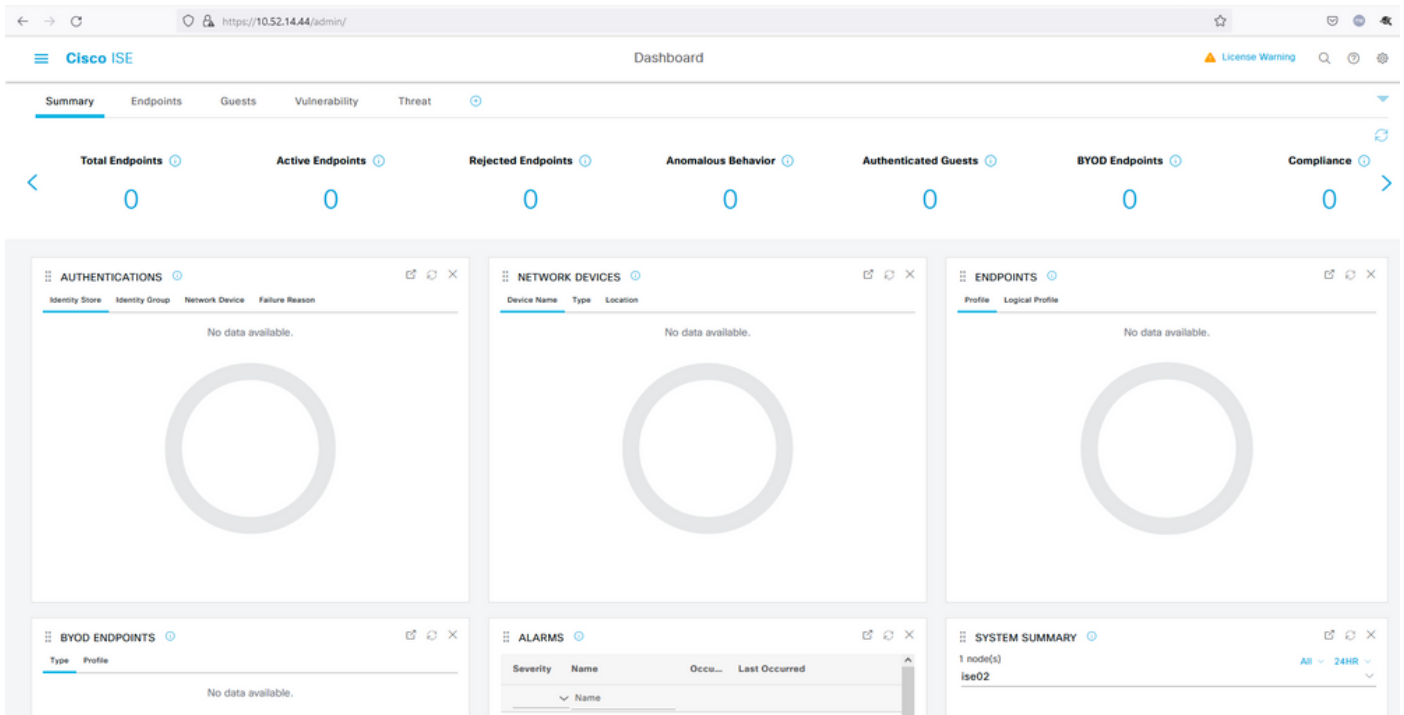 https://10.52.14.44/admin/
Cisco ISE
Dashboard
License Warning
Summary Endpoints Guests Vulnerability Threat
Total Endpoints Active Endpoints Rejected Endpoints Anomalous Behavior Authenticated Guests BYOD Endpoints Compliance
0 0 0 0 0 0 0
AUTHENTICATIONS
Identity Store Identity Group Network Device Failure Reason
No data available.
NETWORK DEVICES
Device Name Type Location
No data available.
ENDPOINTS
Profile Logical Profile
No data available.
BYOD ENDPOINTS
Type Profile
No data available.
ALARMS
Severity Name Occu... Last Occurred
Name
SYSTEM SUMMARY
1 node(s) All 24HR
ise02